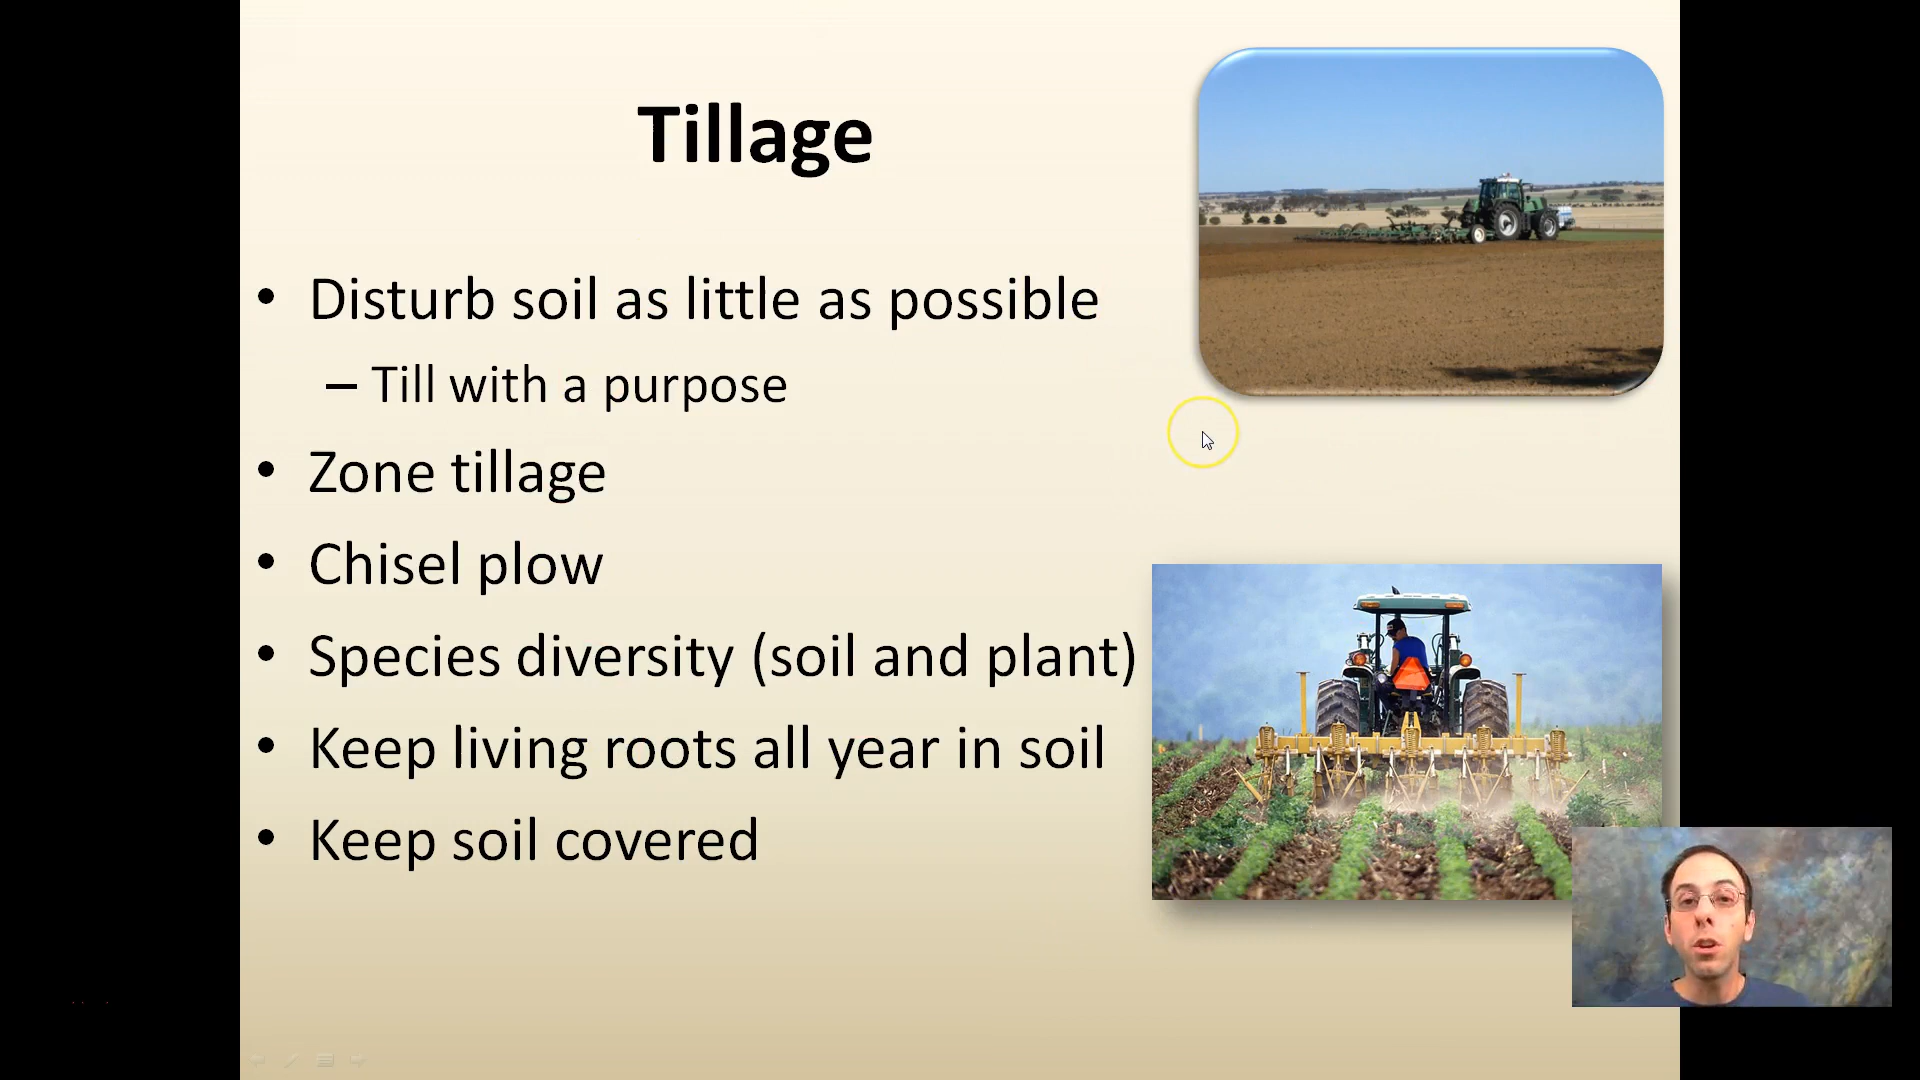 Tillage
• Disturb soil as little as possible
– Till with a purpose
• Zone tillage
• Chisel plow
• Species diversity (soil and plant)
• Keep living roots all year in soil
• Keep soil covered